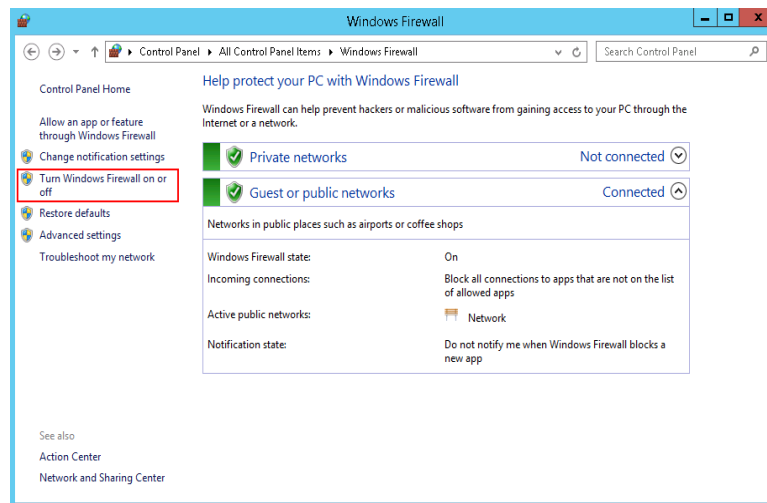 Windows Firewall
Control Panel ▸ All Control Panel Items ▸ Windows Firewall
Search Control Panel
Control Panel Home
Allow an app or feature
through Windows Firewall
Change notification settings
Turn Windows Firewall on or
off
Restore defaults
Advanced settings
Troubleshoot my network
See also
Action Center
Network and Sharing Center
Help protect your PC with Windows Firewall
Windows Firewall can help prevent hackers or malicious software from gaining access to your PC through the
Internet or a network.
Private networks Not connected
Guest or public networks Connected
Networks in public places such as airports or coffee shops
Windows Firewall state: On
Incoming connections: Block all connections to apps that are not on the list
of allowed apps
Active public networks: Network
Notification state: Do not notify me when Windows Firewall blocks a
new app